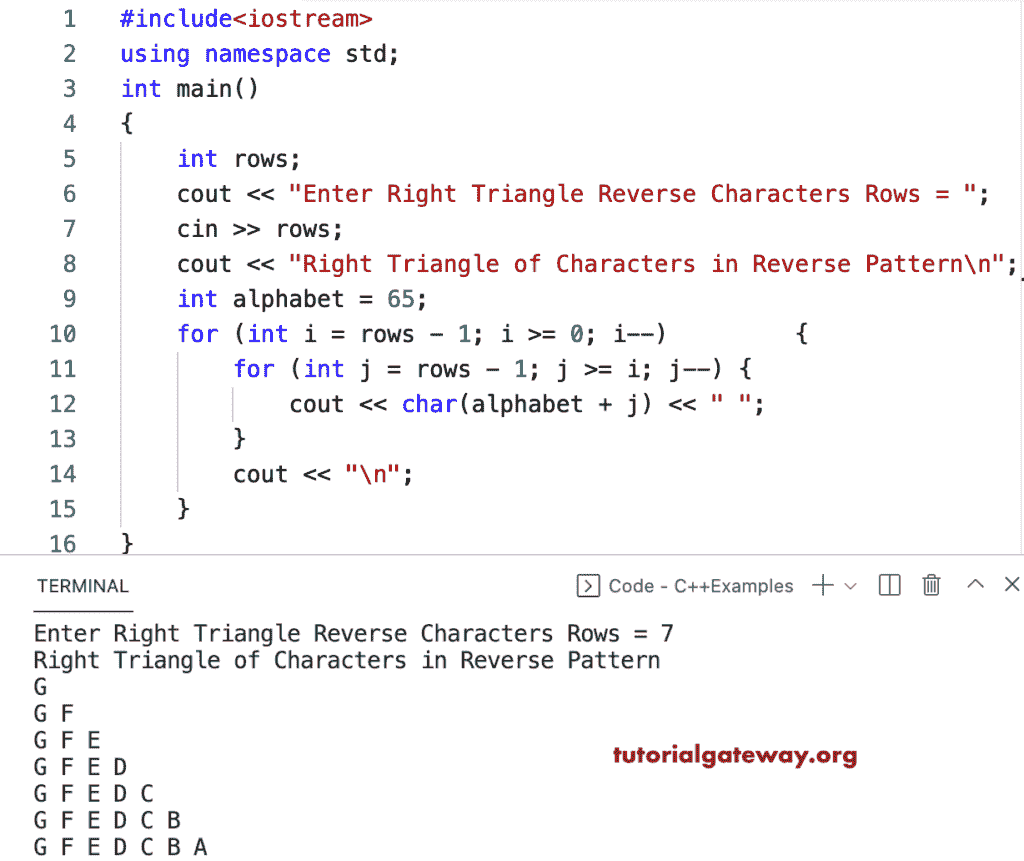 1 #include<iostream>
2 using namespace std;
3 int main()
4 {
5 int rows;
6 cout << "Enter Right Triangle Reverse Characters Rows = ";
7 cin >> rows;
8 cout << "Right Triangle of Characters in Reverse Pattern\n";
9 int alphabet = 65;
10 for (int i = rows - 1; i >= 0; i--) {
11 for (int j = rows - 1; j >= i; j--) {
12 cout << char(alphabet + j) << " ";
13 }
14 cout << "\n";
15 }
16 }
TERMINAL Code - C++Examples
Enter Right Triangle Reverse Characters Rows = 7
Right Triangle of Characters in Reverse Pattern
G
G F
G F E
tutorialgateway.org
G F E D
G F E D C
G F E D C B
G F E D C B A